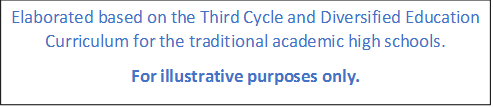 Elaborated based on the Third Cycle and Diversified Education
Curriculum for the traditional academic high schools.
For illustrative purposes only.